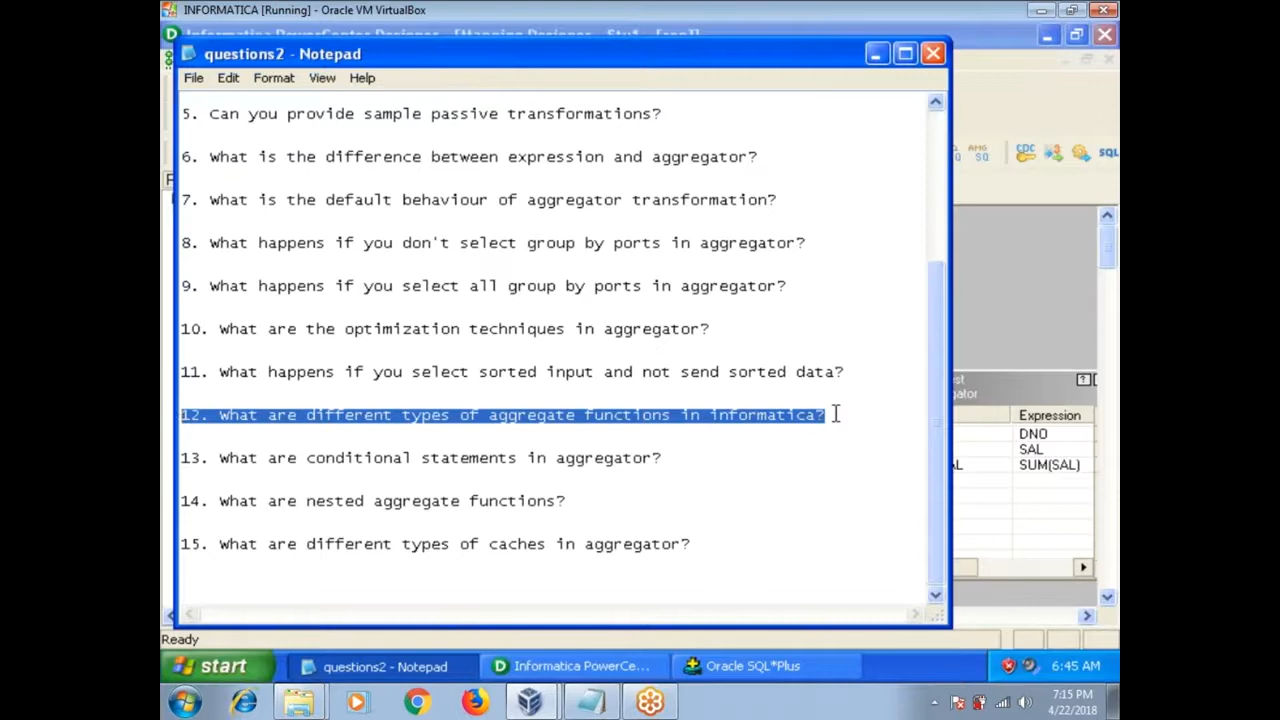 INFORMATICA [Running] - Oracle VM VirtualBox
questions2 - Notepad
File Edit Format View Help
5. Can you provide sample passive transformations?
6. What is the difference between expression and aggregator?
7. What is the default behaviour of aggregator transformation?
8. What happens if you don't select group by ports in aggregator?
9. What happens if you select all group by ports in aggregator?
10. What are the optimization techniques in aggregator?
11. What happens if you select sorted input and not send sorted data?
12. What are different types of aggregate functions in informatica?
13. What are conditional statements in aggregator?
14. What are nested aggregate functions?
15. What are different types of caches in aggregator?
AMG
SQ
CDC
SQL
gator
Expression
DNO
SAL
SUM(SAL)
Ready
start
questions2 - Notepad
Informatica PowerCe...
Oracle SQL*Plus
6:45 AM
7:15 PM
4/22/2018